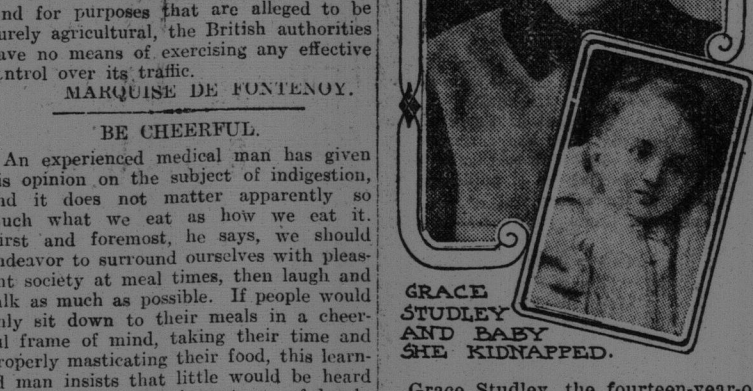 nd for purposes that are alleged to be
urely agricultural, the British authorities
ave no means of exercising any effective
ntrol over its traffic.
MARQUISE DE FONTENOY.
BE CHEERFUL.
An experienced medical man has given
is opinion on the subject of indigestion,
nd it does not matter apparently so
uch what we eat as how we eat it.
irst and foremost, he says, we should
ndeavor to surround ourselves with pleas-
nt society at meal times, then laugh and
alk as much as possible. If people would
nly sit down to their meals in a cheer-
ul frame of mind, taking their time and
roperly masticating their food, this learn-
d man insists that little would be heard
GRACE
STUDLEY
AND BABY
SHE KIDNAPPED.
Grace Studley, the fourteen-year-o